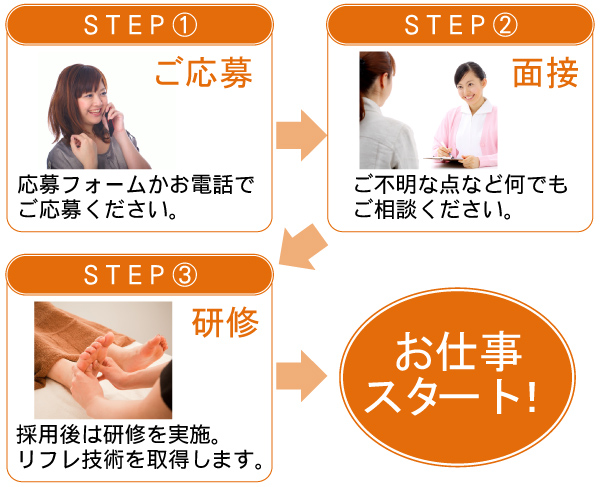 STEP①
ご応募
応募フォームかお電話で
ご応募ください。
STEP②
面接
ご不明な点など何でも
ご相談ください。
STEP③
研修
採用後は研修を実施。
リフレ技術を取得します。
お仕事
スタート!